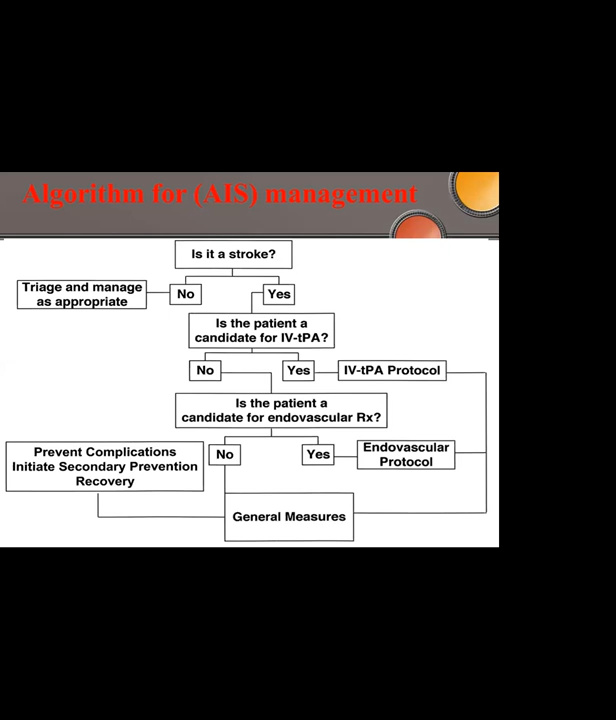 Algorithm for (AIS) management
Is it a stroke?
Triage and manage
as appropriate
No
Yes
Is the patient a
candidate for IV-tPA?
No
Yes
IV-tPA Protocol
Is the patient a
candidate for endovascular Rx?
Prevent Complications
Initiate Secondary Prevention
Recovery
No
Yes
Endovascular
Protocol
General Measures